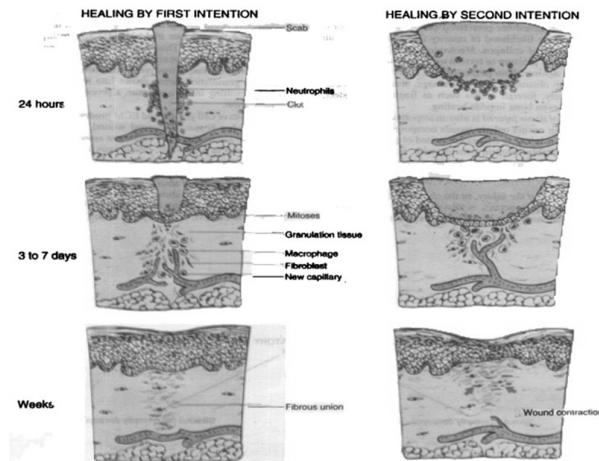 HEALING BY FIRST INTENTION
HEALING BY SECOND INTENTION
Scab
24 hours
Neutrophils
Clot
3 to 7 days
Mitoses
Granulation tissue
Macrophage
Fibroblast
New capillary
Weeks
Fibrous union
Wound contraction